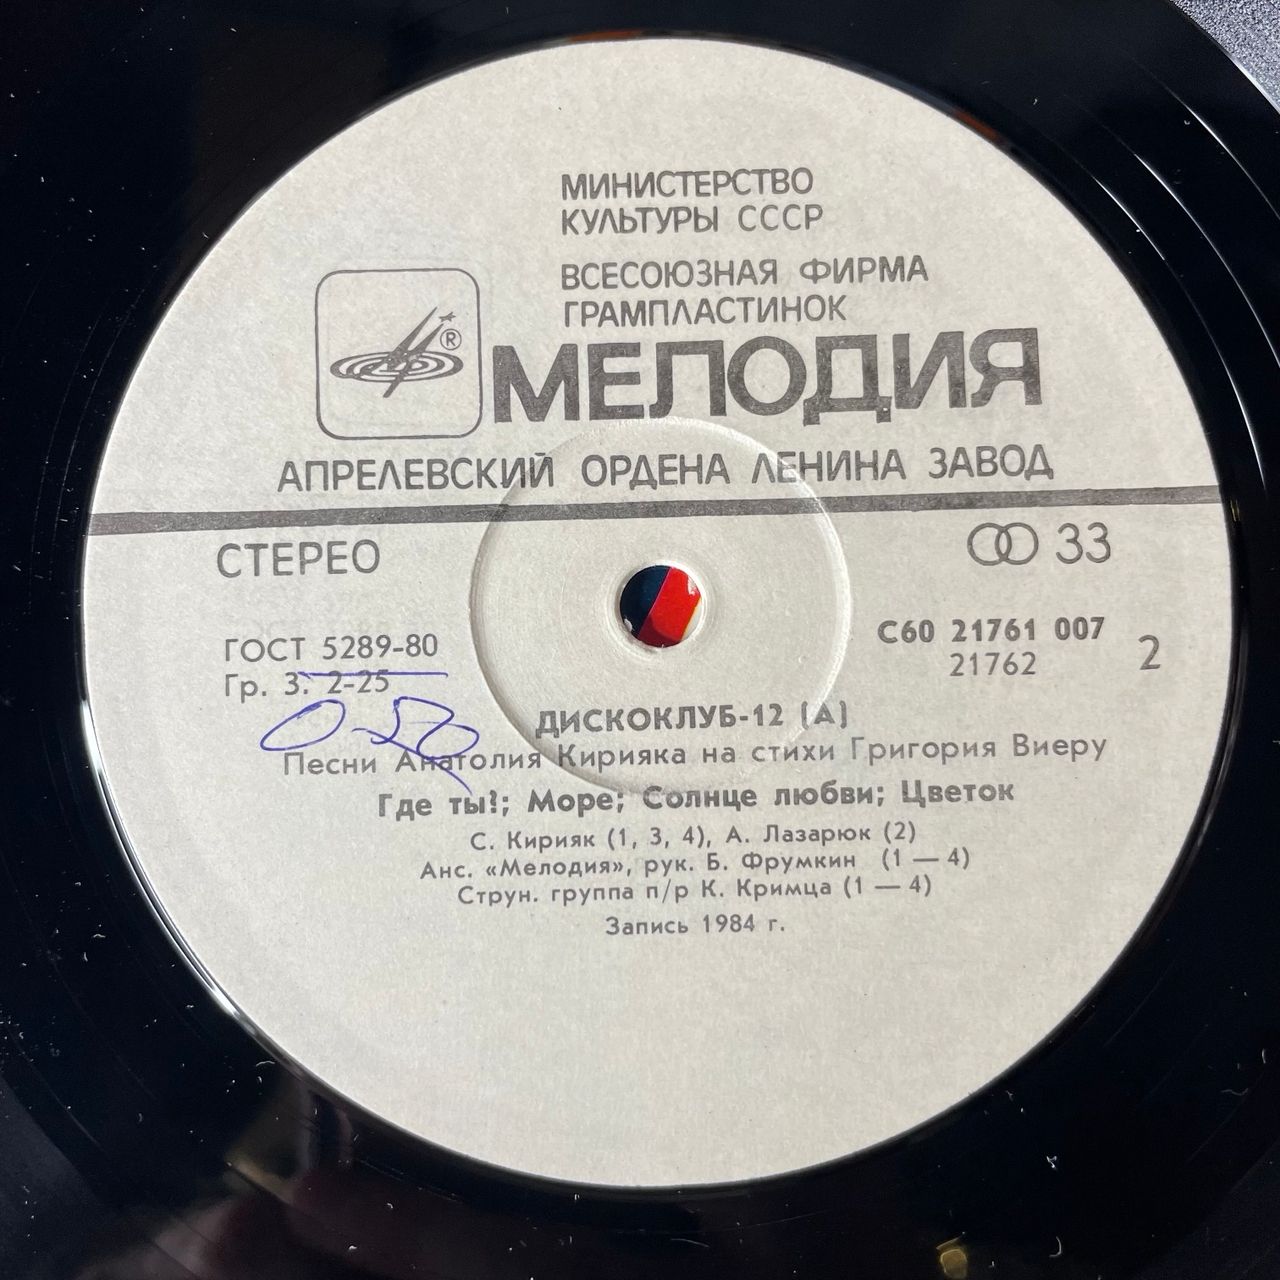 МИНИСТЕРСТВО
КУЛЬТУРЫ СССР
ВСЕСОЮЗНАЯ ФИРМА
ГРАМПЛАСТИНОК
®
МЕЛОДИЯ
АПРЕЛЕВСКИЙ ОРДЕНА ЛЕНИНА ЗАВОД
СТЕРЕО
33
ГОСТ 5289-80
Гр. 3. 2-25
0-50
С60 21761 007
21762
2
ДИСКОКЛУБ-12 (А)
Песни Анатолия Кирияка на стихи Григория Виеру
Где ты?; Море; Солнце любви; Цветок
С. Кирияк (1, 3, 4), А. Лазарюк (2)
Анс. «Мелодия», рук. Б. Фрумкин (1 — 4)
Струн. группа п/р К. Кримца (1 — 4)
Запись 1984 г.